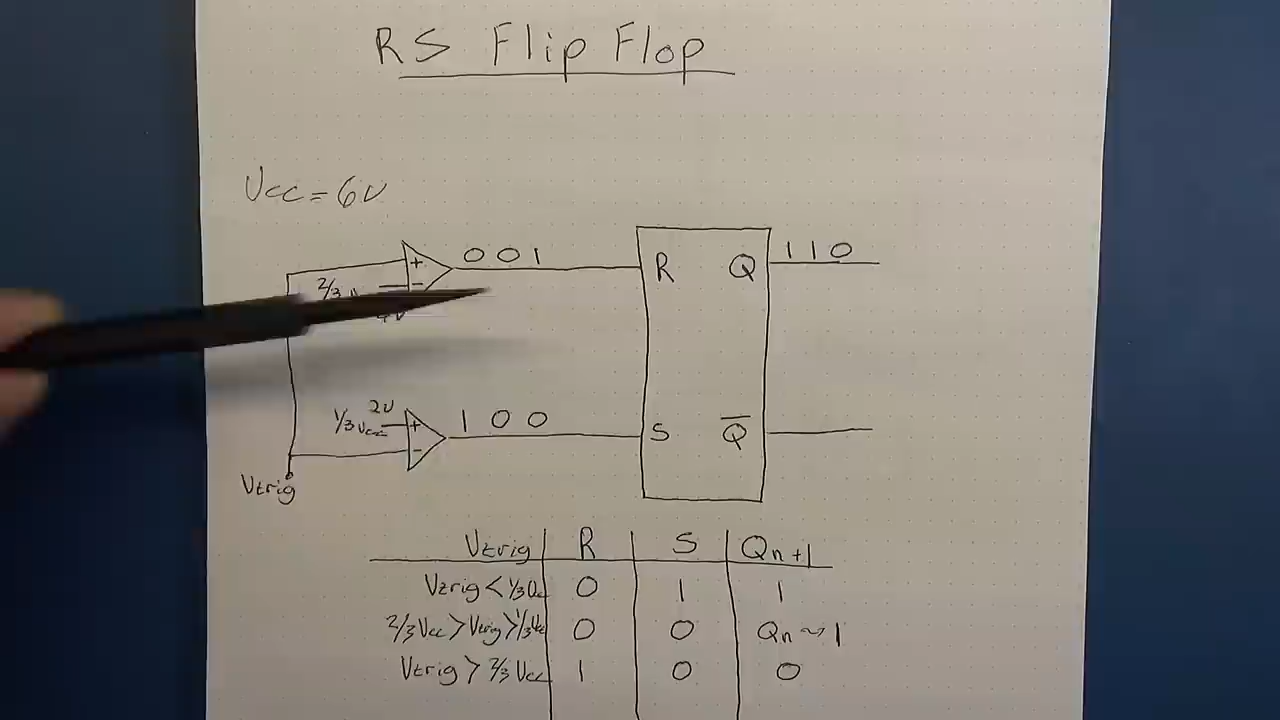 RS Flip Flop
Vcc = 6V
+ 0 0 1
2/3 -
R Q 1 1 0
2V
1/3 Vcc + 1 0 0
-
S Q̅
Vtrig
Vtrig R S Qn+1
Vtrig < 1/3 Vcc 0 1 1
2/3 Vcc > Vtrig > 1/3 Vcc 0 0 Qn ~ 1
Vtrig > 2/3 Vcc 1 0 0